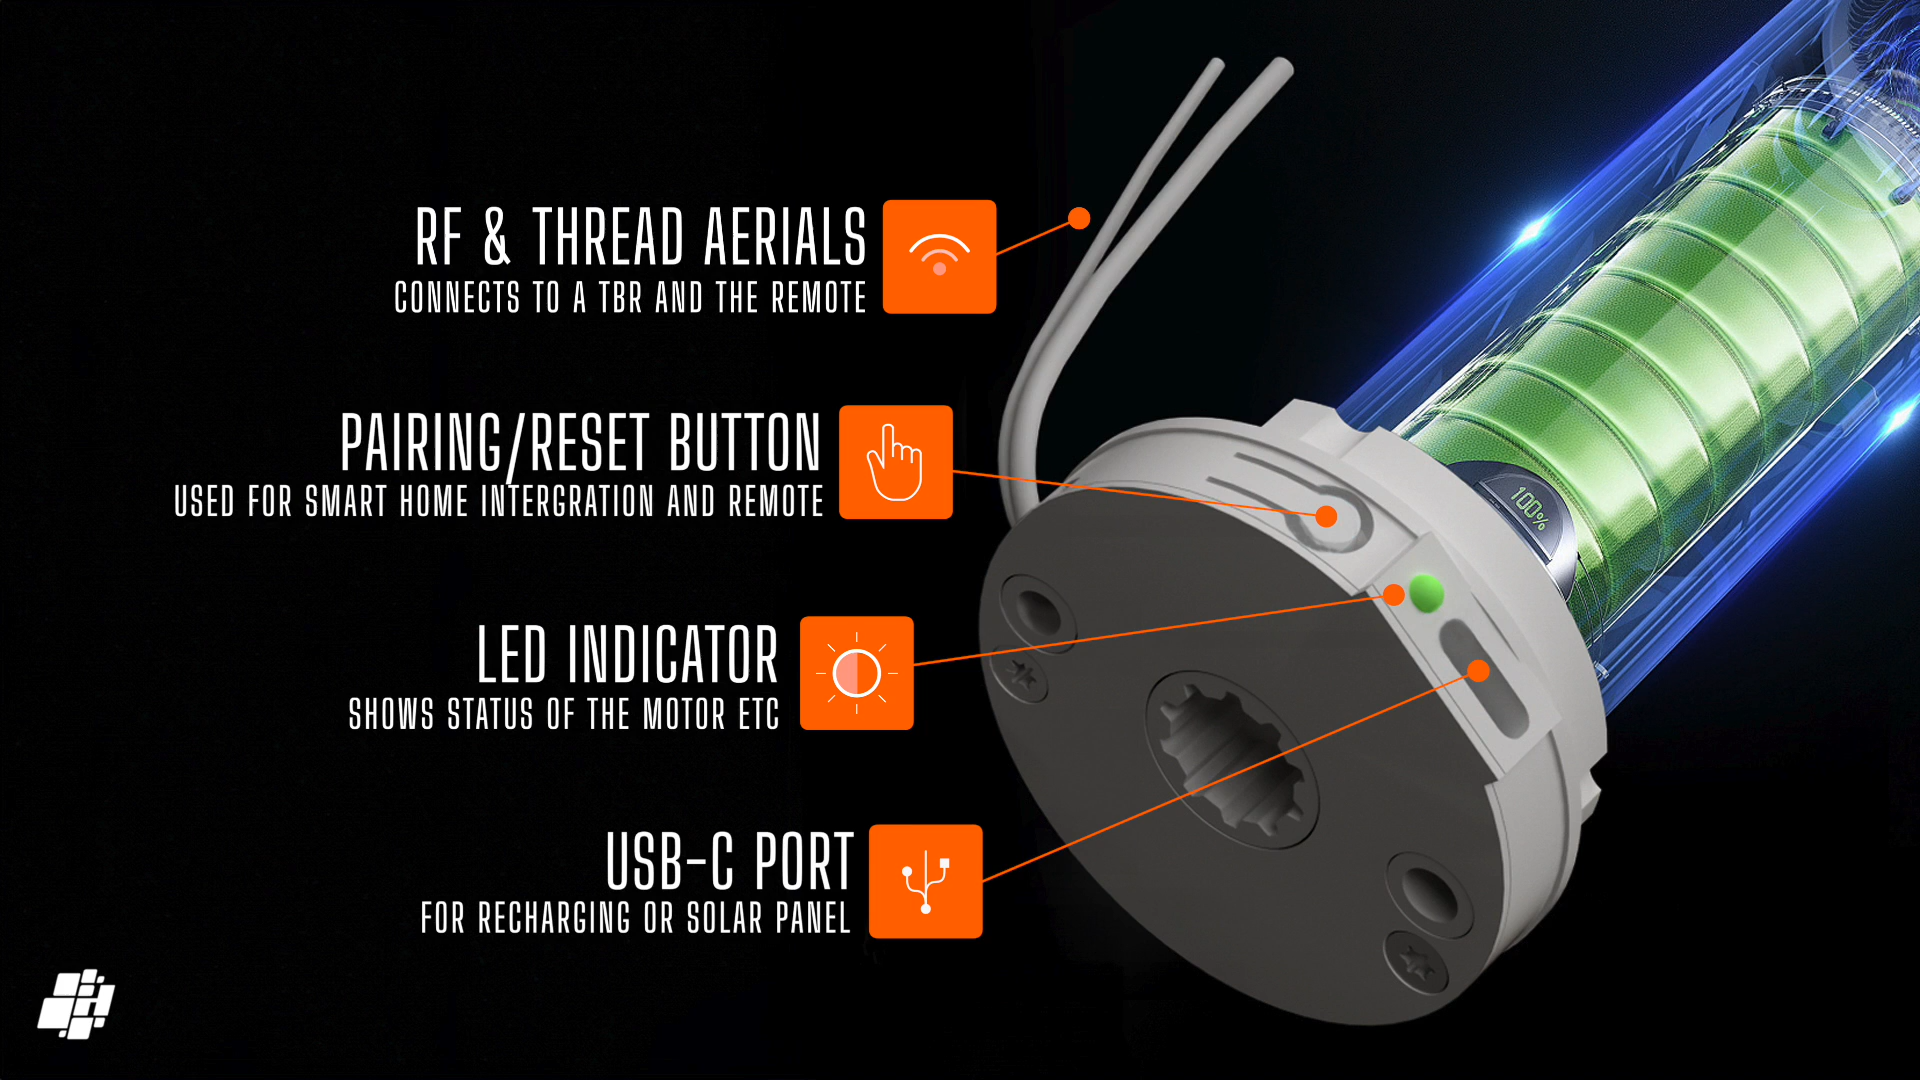 RF & THREAD AERIALS
CONNECTS TO A TBR AND THE REMOTE
PAIRING/RESET BUTTON
USED FOR SMART HOME INTERGRATION AND REMOTE
LED INDICATOR
SHOWS STATUS OF THE MOTOR ETC
USB-C PORT
FOR RECHARGING OR SOLAR PANEL
100%